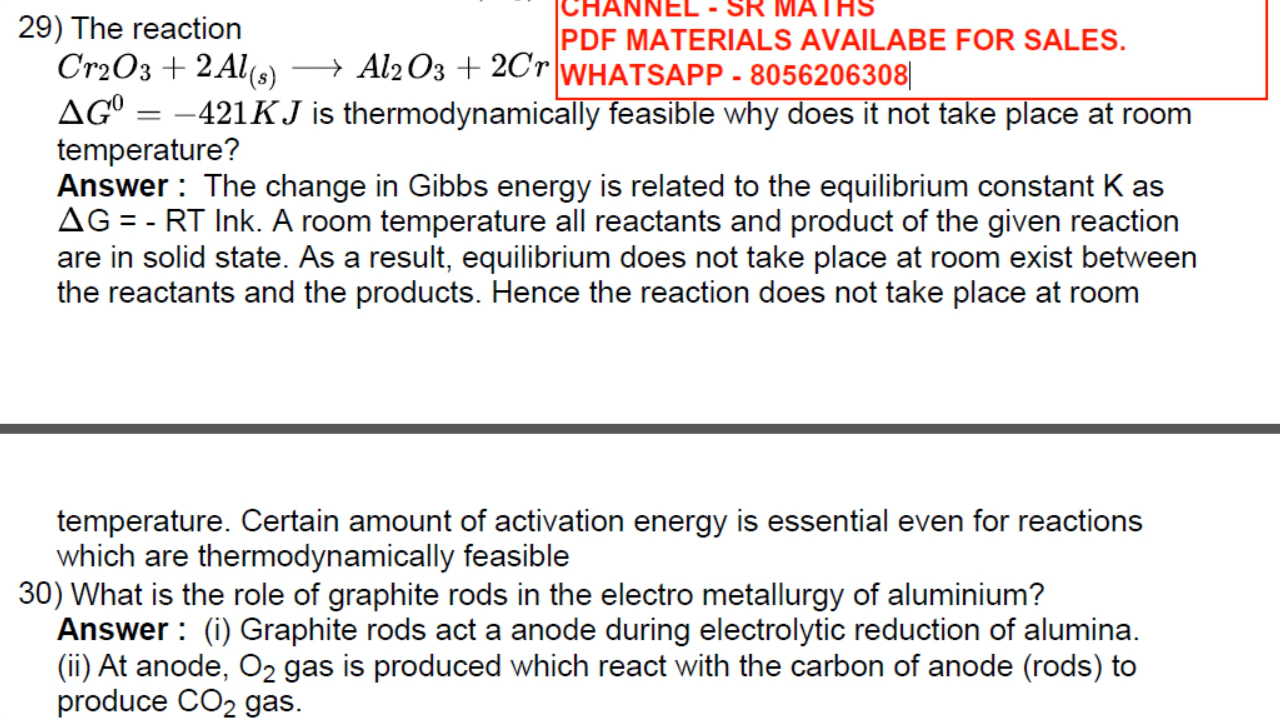 CHANNEL - SR MATHS
29) The reaction
PDF MATERIALS AVAILABE FOR SALES.
Cr₂O₃ + 2Al₍ₛ₎ ⟶ Al₂O₃ + 2Cr
WHATSAPP - 8056206308
ΔG⁰ = −421KJ is thermodynamically feasible why does it not take place at room
temperature?
Answer : The change in Gibbs energy is related to the equilibrium constant K as
ΔG = - RT lnk. A room temperature all reactants and product of the given reaction
are in solid state. As a result, equilibrium does not take place at room exist between
the reactants and the products. Hence the reaction does not take place at room
temperature. Certain amount of activation energy is essential even for reactions
which are thermodynamically feasible
30) What is the role of graphite rods in the electro metallurgy of aluminium?
Answer : (i) Graphite rods act a anode during electrolytic reduction of alumina.
(ii) At anode, O₂ gas is produced which react with the carbon of anode (rods) to
produce CO₂ gas.